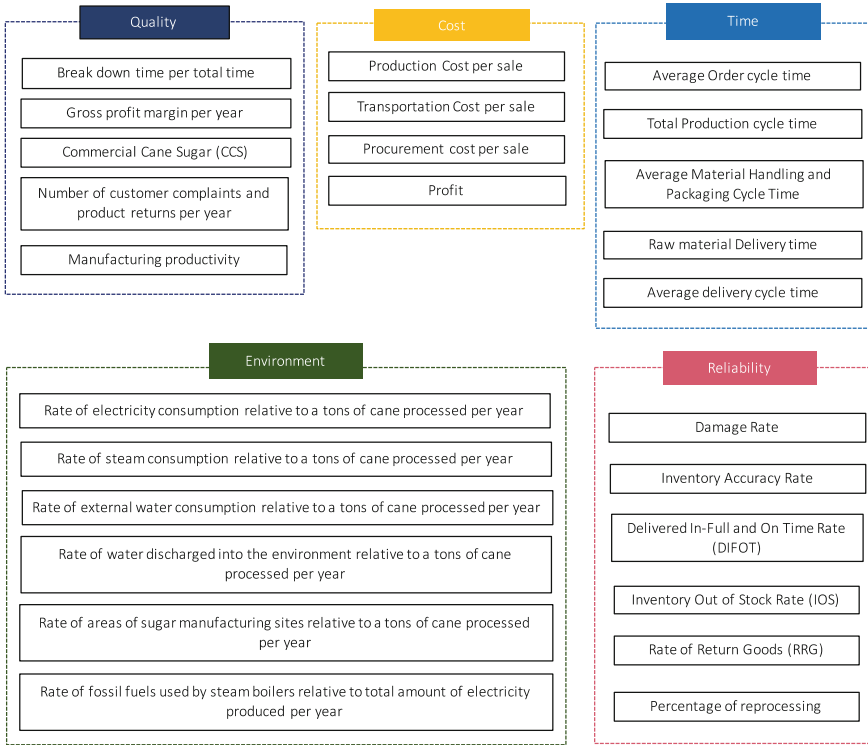 Quality
Break down time per total time
Gross profit margin per year
Commercial Cane Sugar (CCS)
Number of customer complaints and
product returns per year
Manufacturing productivity
Cost
Production Cost per sale
Transportation Cost per sale
Procurement cost per sale
Profit
Time
Average Order cycle time
Total Production cycle time
Average Material Handling and
Packaging Cycle Time
Raw material Delivery time
Average delivery cycle time
Environment
Rate of electricity consumption relative to a tons of cane processed per year
Rate of steam consumption relative to a tons of cane processed per year
Rate of external water consumption relative to a tons of cane processed per year
Rate of water discharged into the environment relative to a tons of cane
processed per year
Rate of areas of sugar manufacturing sites relative to a tons of cane processed
per year
Rate of fossil fuels used by steam boilers relative to total amount of electricity
produced per year
Reliability
Damage Rate
Inventory Accuracy Rate
Delivered In-Full and On Time Rate
(DIFOT)
Inventory Out of Stock Rate (IOS)
Rate of Return Goods (RRG)
Percentage of reprocessing